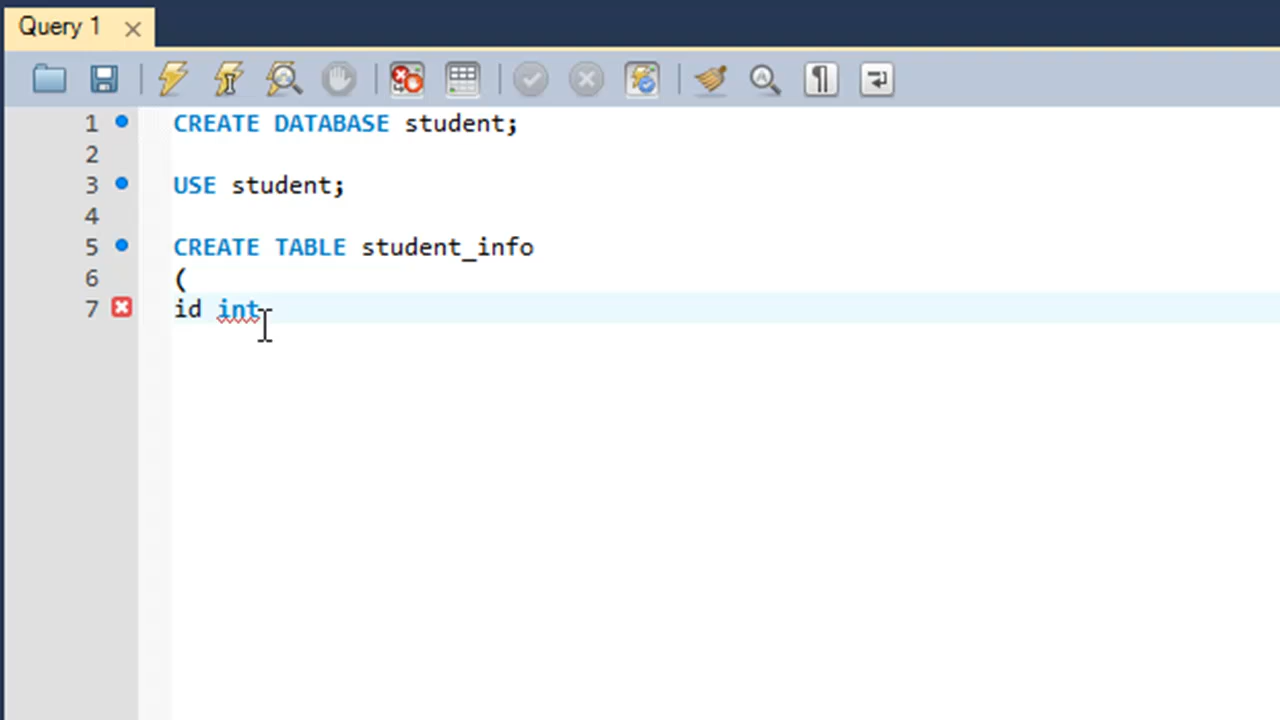 Query 1
1 CREATE DATABASE student;
2
3 USE student;
4
5 CREATE TABLE student_info
6 (
7 id int